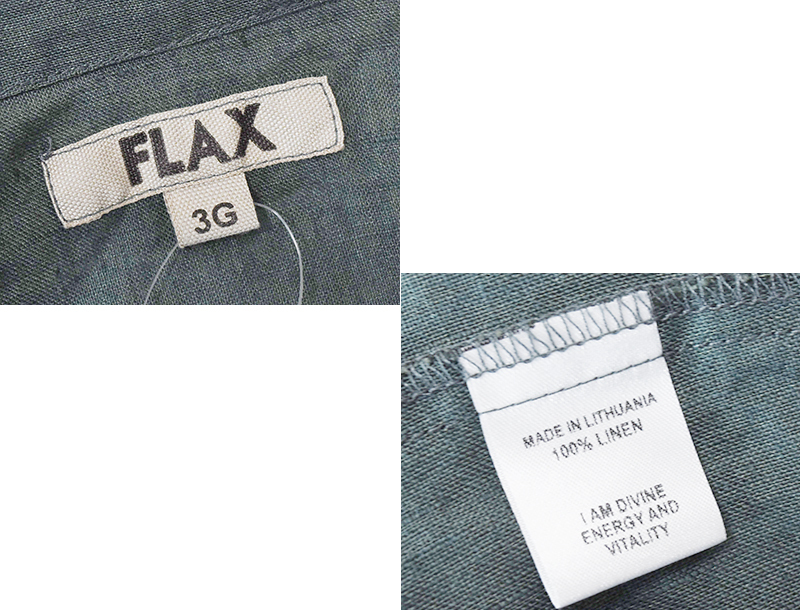 FLAX
3G
MADE IN LITHUANIA
100% LINEN
I AM DIVINE
ENERGY AND
VITALITY